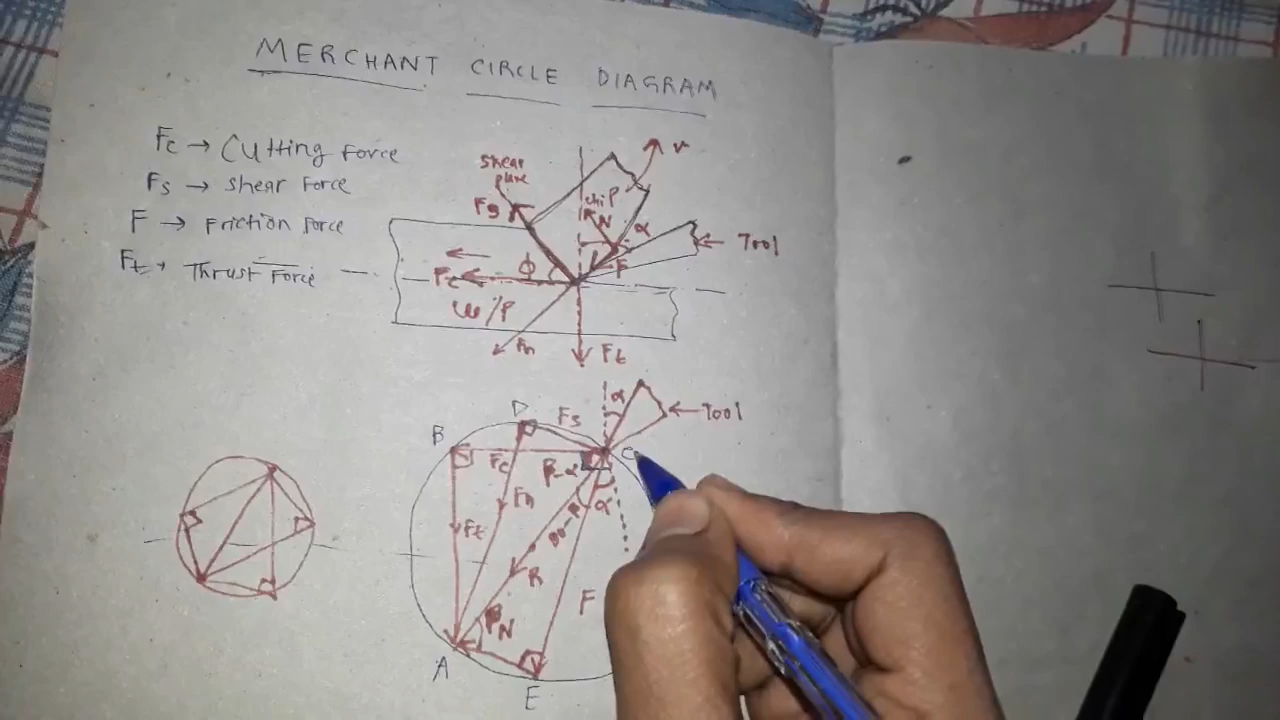 MERCHANT CIRCLE DIAGRAM
Fc → Cutting Force
Fs → Shear Force
F → Friction Force
Ft → Thrust Force
Shear
plane
v
Fs
chip
N
α
Tool
F
Fc
ϕ
w/P
Fn
Ft
α
Tool
D
Fs
B
C
Fc
β-α
Fn
α
90-β
Ft
R
F
β
N
A
E